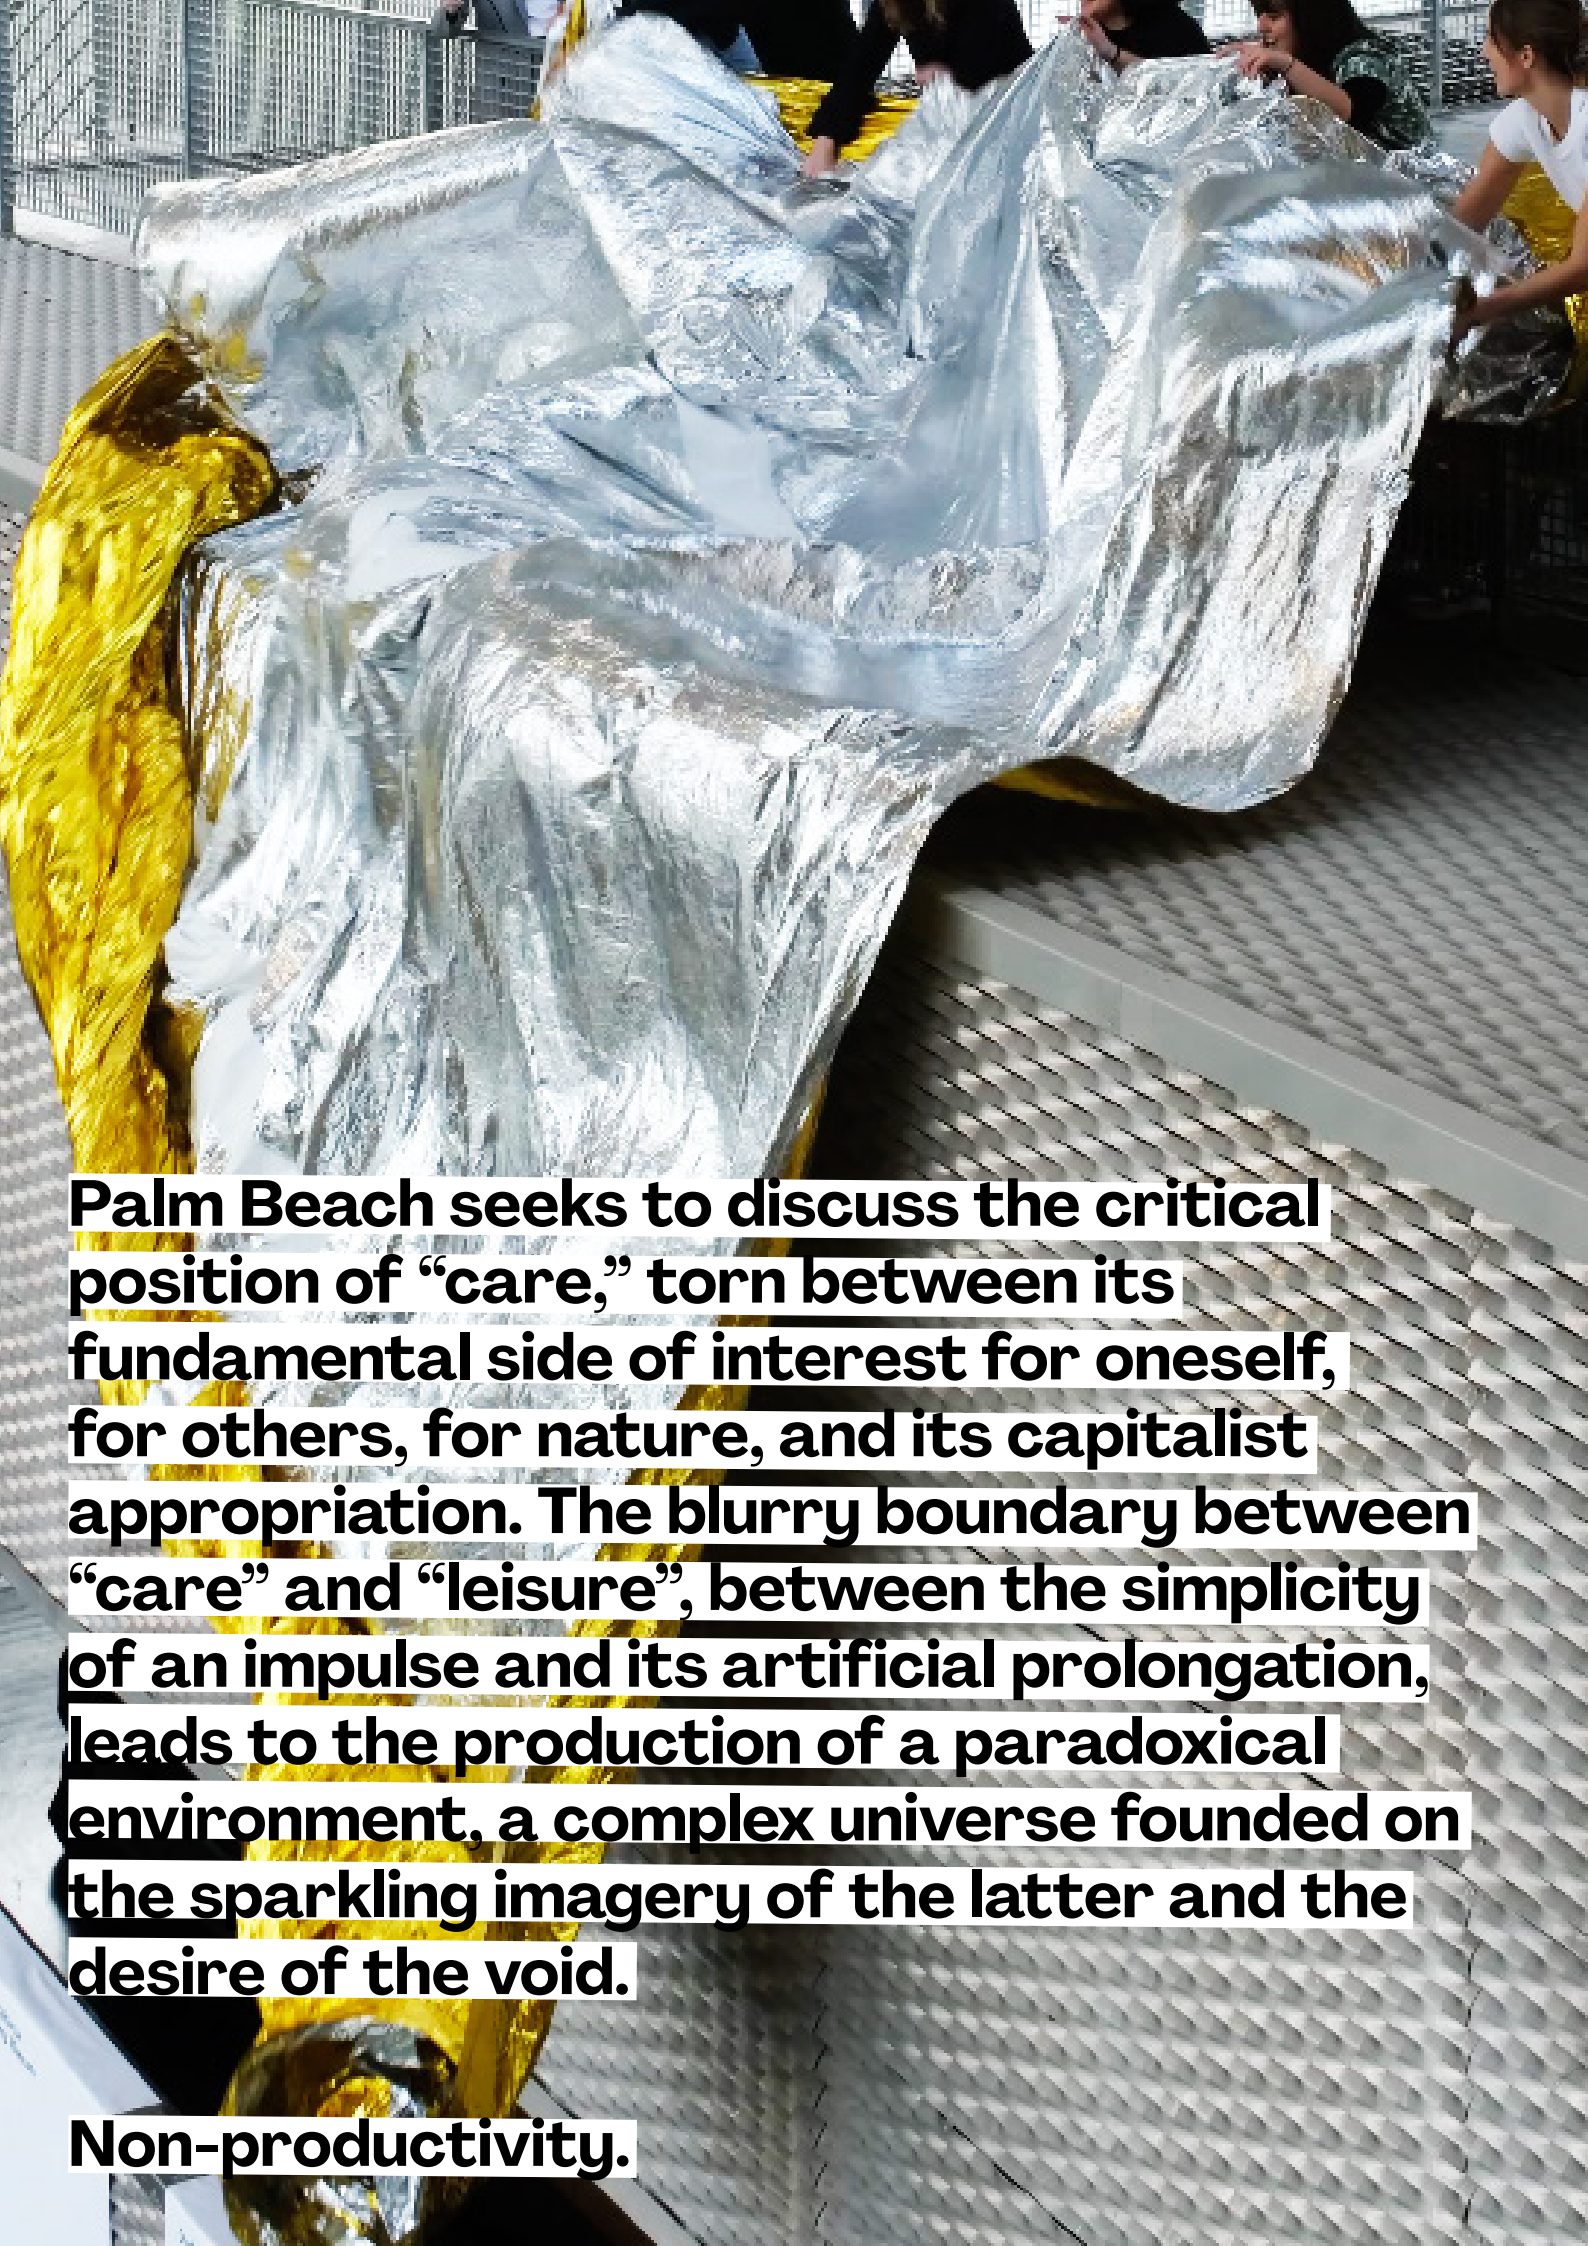 Palm Beach seeks to discuss the critical
position of “care,” torn between its
fundamental side of interest for oneself,
for others, for nature, and its capitalist
appropriation. The blurry boundary between
“care” and “leisure”, between the simplicity
of an impulse and its artificial prolongation,
leads to the production of a paradoxical
environment, a complex universe founded on
the sparkling imagery of the latter and the
desire of the void.
Non-productivity.